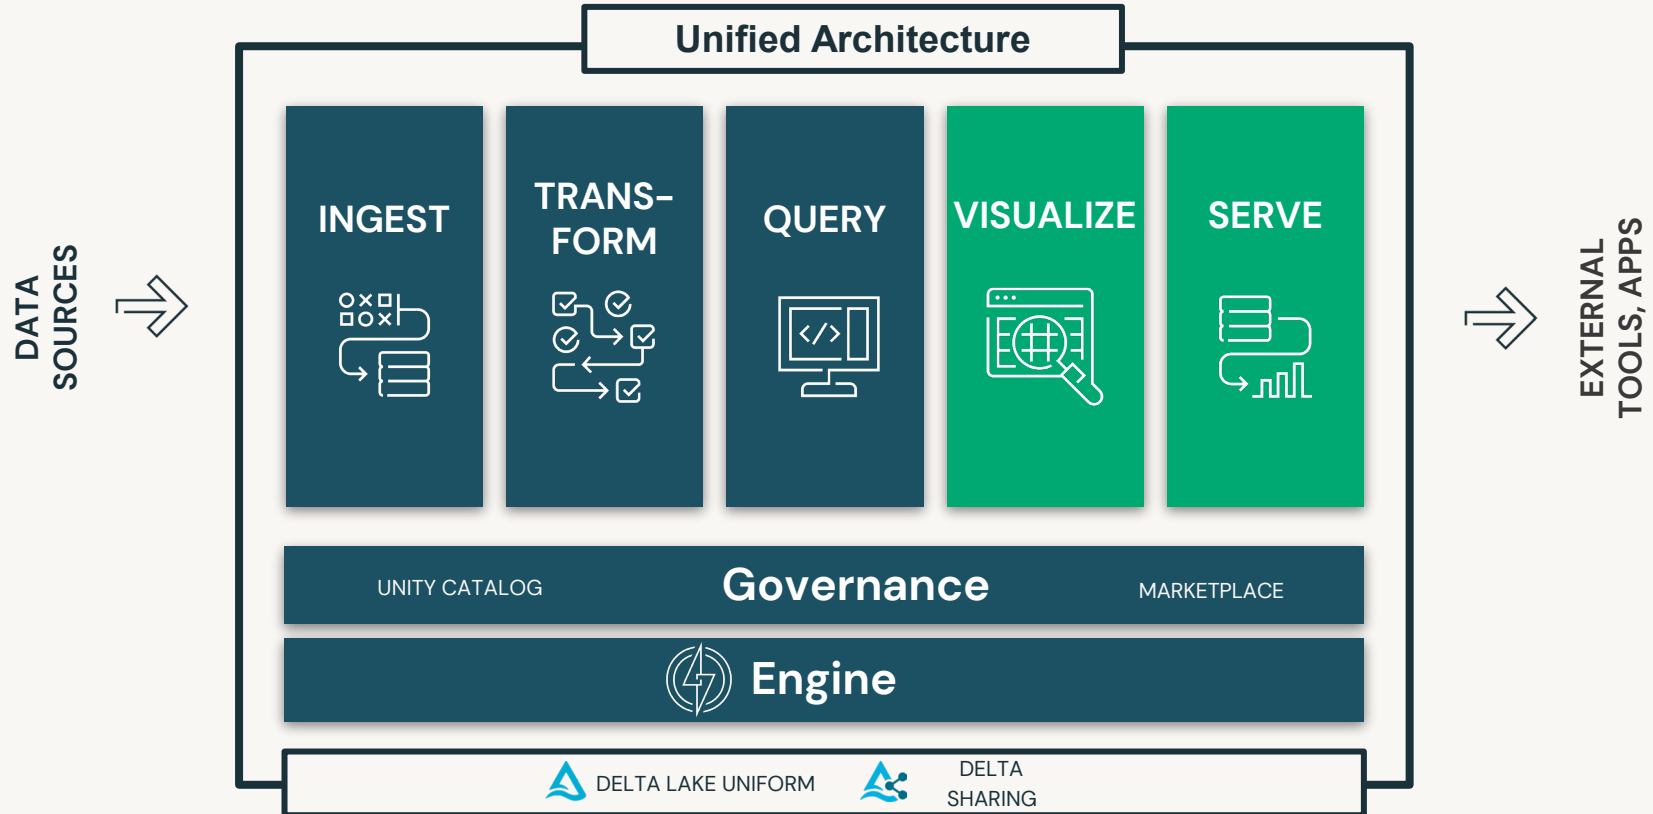 Unified Architecture
DATA
SOURCES
INGEST
TRANS-
FORM
QUERY
</>
VISUALIZE
SERVE
EXTERNAL
TOOLS, APPS
UNITY CATALOG
Governance
MARKETPLACE
Engine
DELTA LAKE UNIFORM
DELTA
SHARING